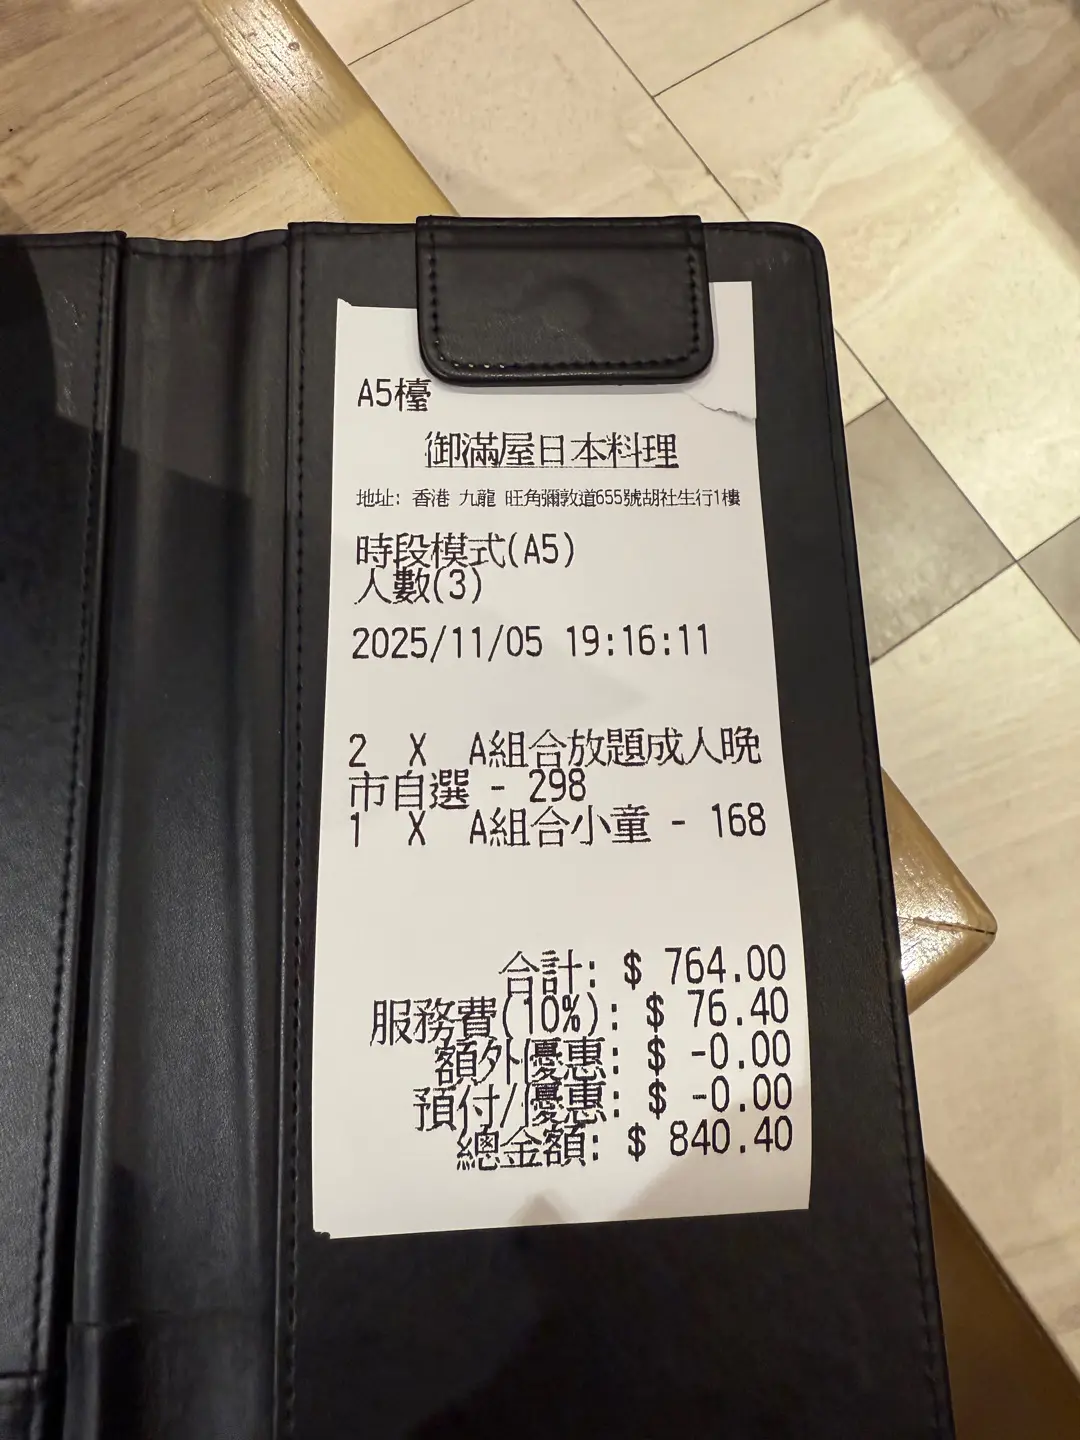 A5檯
御滿屋日本料理
地址: 香港 九龍 旺角彌敦道655號胡社生行1樓
時段模式(A5)
人數(3)
2025/11/05 19:16:11
2 X A組合放題成人晚
市自選 - 298
1 X A組合小童 - 168
合計: $ 764.00
服務費(10%): $ 76.40
額外優惠: $ -0.00
預付/優惠: $ -0.00
總金額: $ 840.40